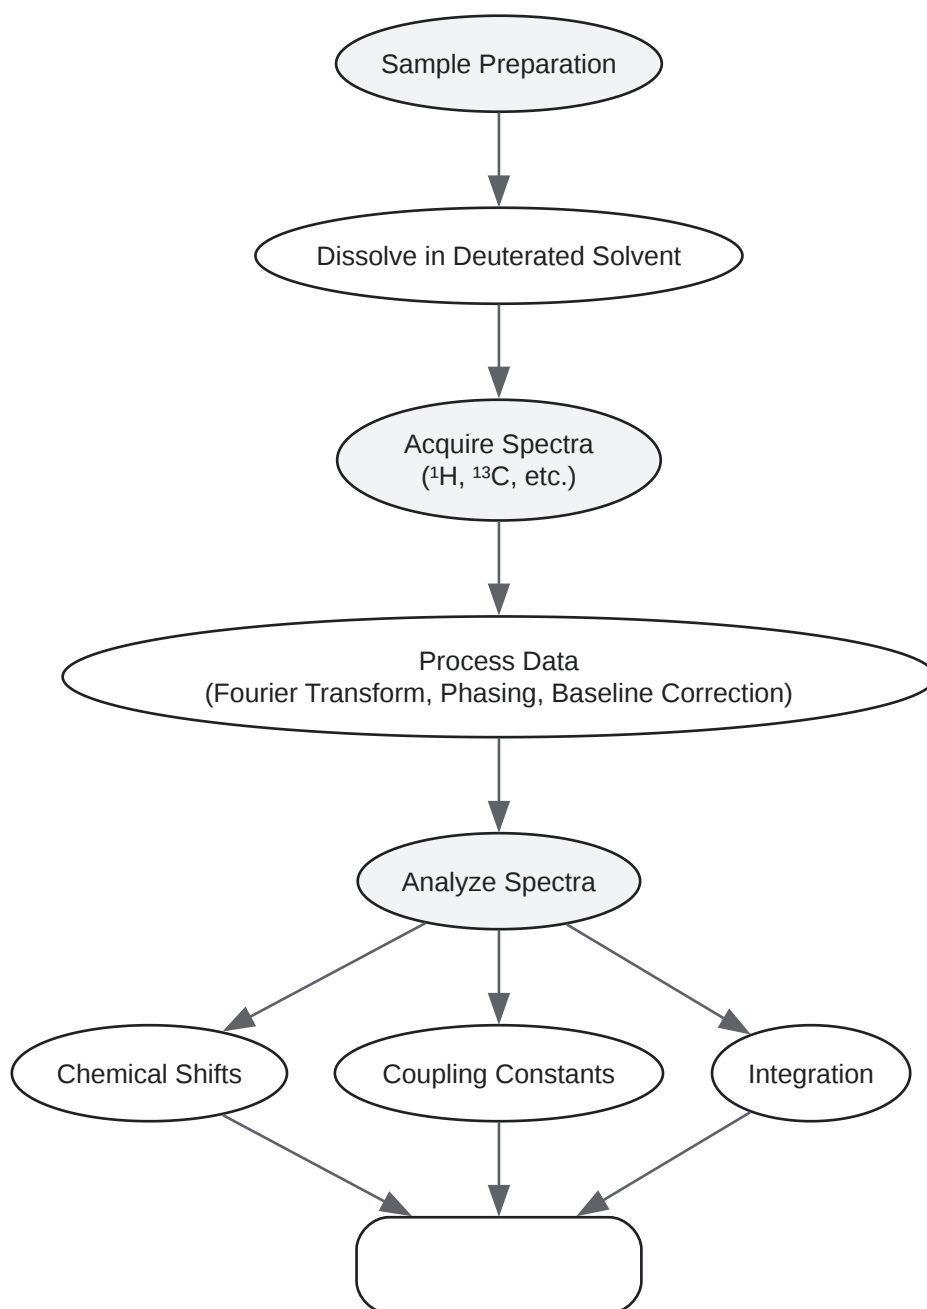 Sample Preparation
Dissolve in Deuterated Solvent
Acquire Spectra
(¹H, ¹³C, etc.)
Process Data
(Fourier Transform, Phasing, Baseline Correction)
Analyze Spectra
Chemical Shifts
Coupling Constants
Integration